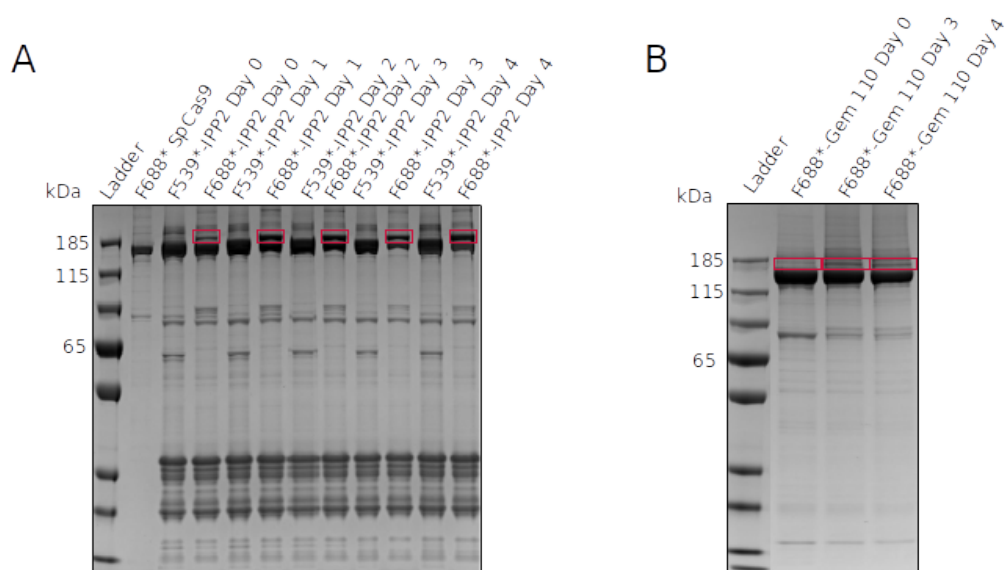 A
Ladder
F688* SpCas9
F539*-IPP2 Day 0
F688*-IPP2 Day 0
F539*-IPP2 Day 1
F688*-IPP2 Day 1
F539*-IPP2 Day 2
F688*-IPP2 Day 2
F539*-IPP2 Day 3
F688*-IPP2 Day 3
F539*-IPP2 Day 4
F688*-IPP2 Day 4
kDa
185
115
65
B
Ladder
F688*-Gem 110 Day 0
F688*-Gem 110 Day 3
F688*-Gem 110 Day 4
kDa
185
115
65